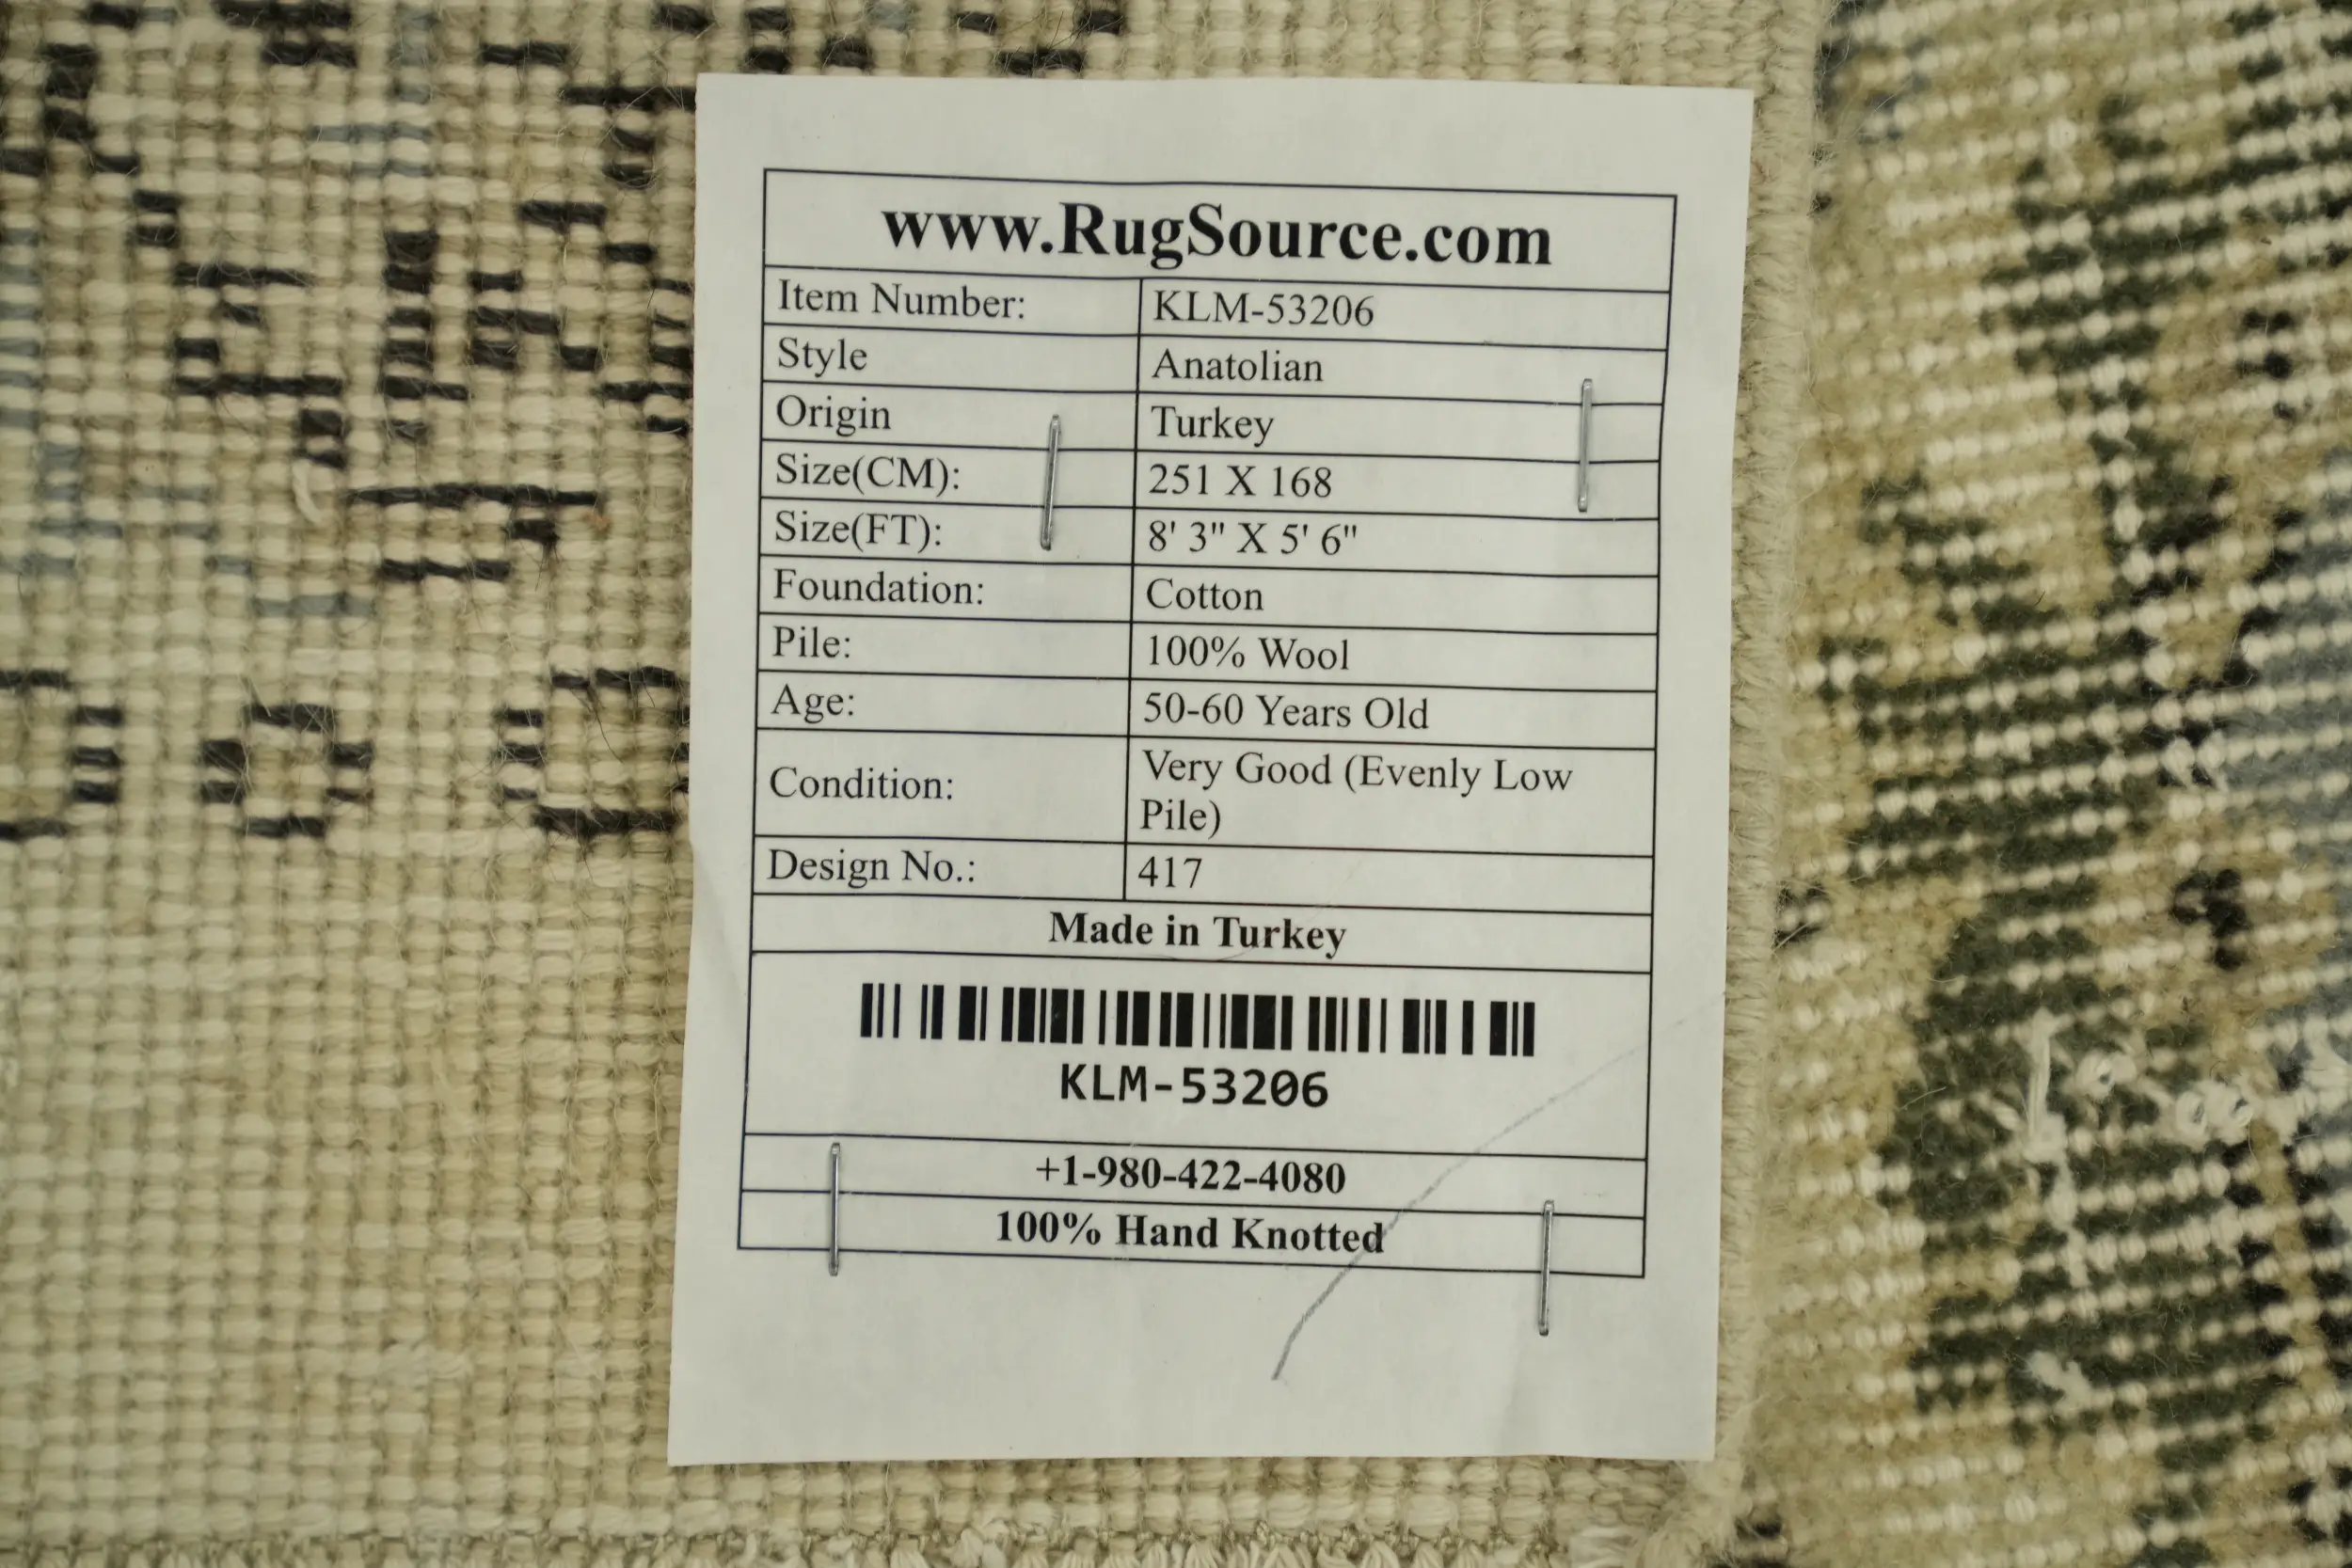 www.RugSource.com
Item Number: KLM-53206
Style Anatolian
Origin Turkey
Size(CM): 251 X 168
Size(FT): 8' 3" X 5' 6"
Foundation: Cotton
Pile: 100% Wool
Age: 50-60 Years Old
Condition: Very Good (Evenly Low
Pile)
Design No.: 417
Made in Turkey
KLM-53206
+1-980-422-4080
100% Hand Knotted